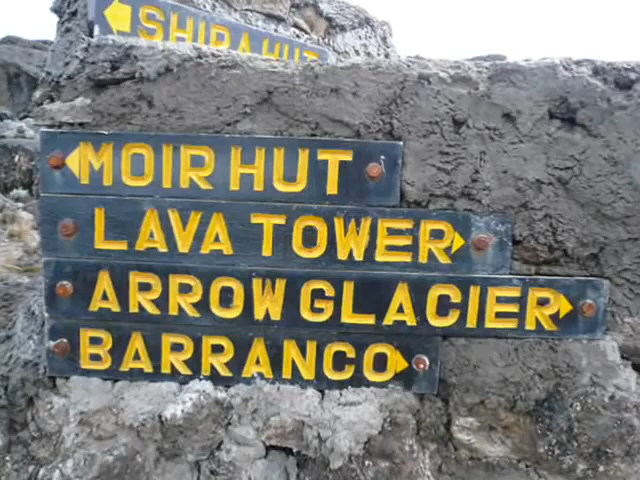 SHIRA HUT
MOIR HUT
LAVA TOWER
ARROW GLACIER
BARRANCO